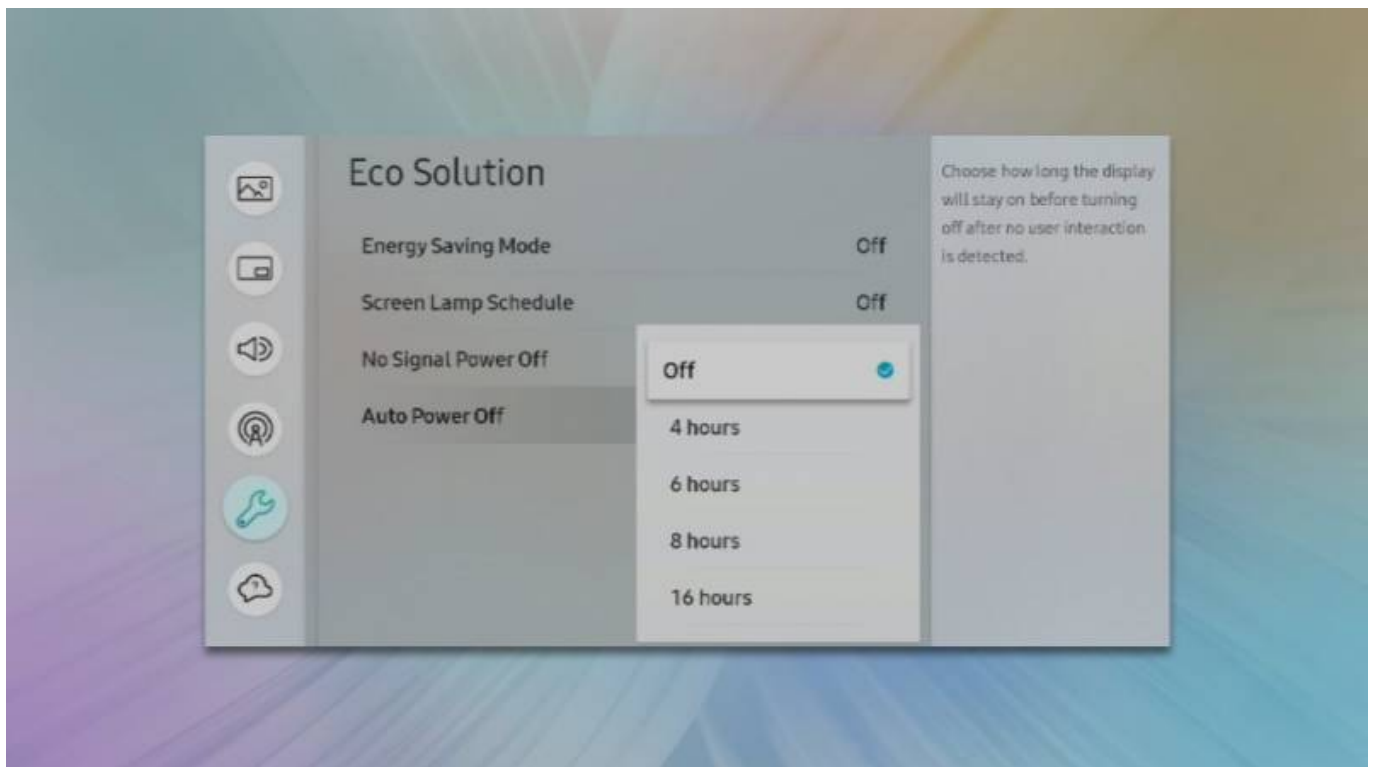 Eco Solution
Energy Saving Mode Off
Screen Lamp Schedule Off
No Signal Power Off
Auto Power Off
Off
4 hours
6 hours
8 hours
16 hours
Choose how long the display
will stay on before turning
off after no user interaction
is detected.
?